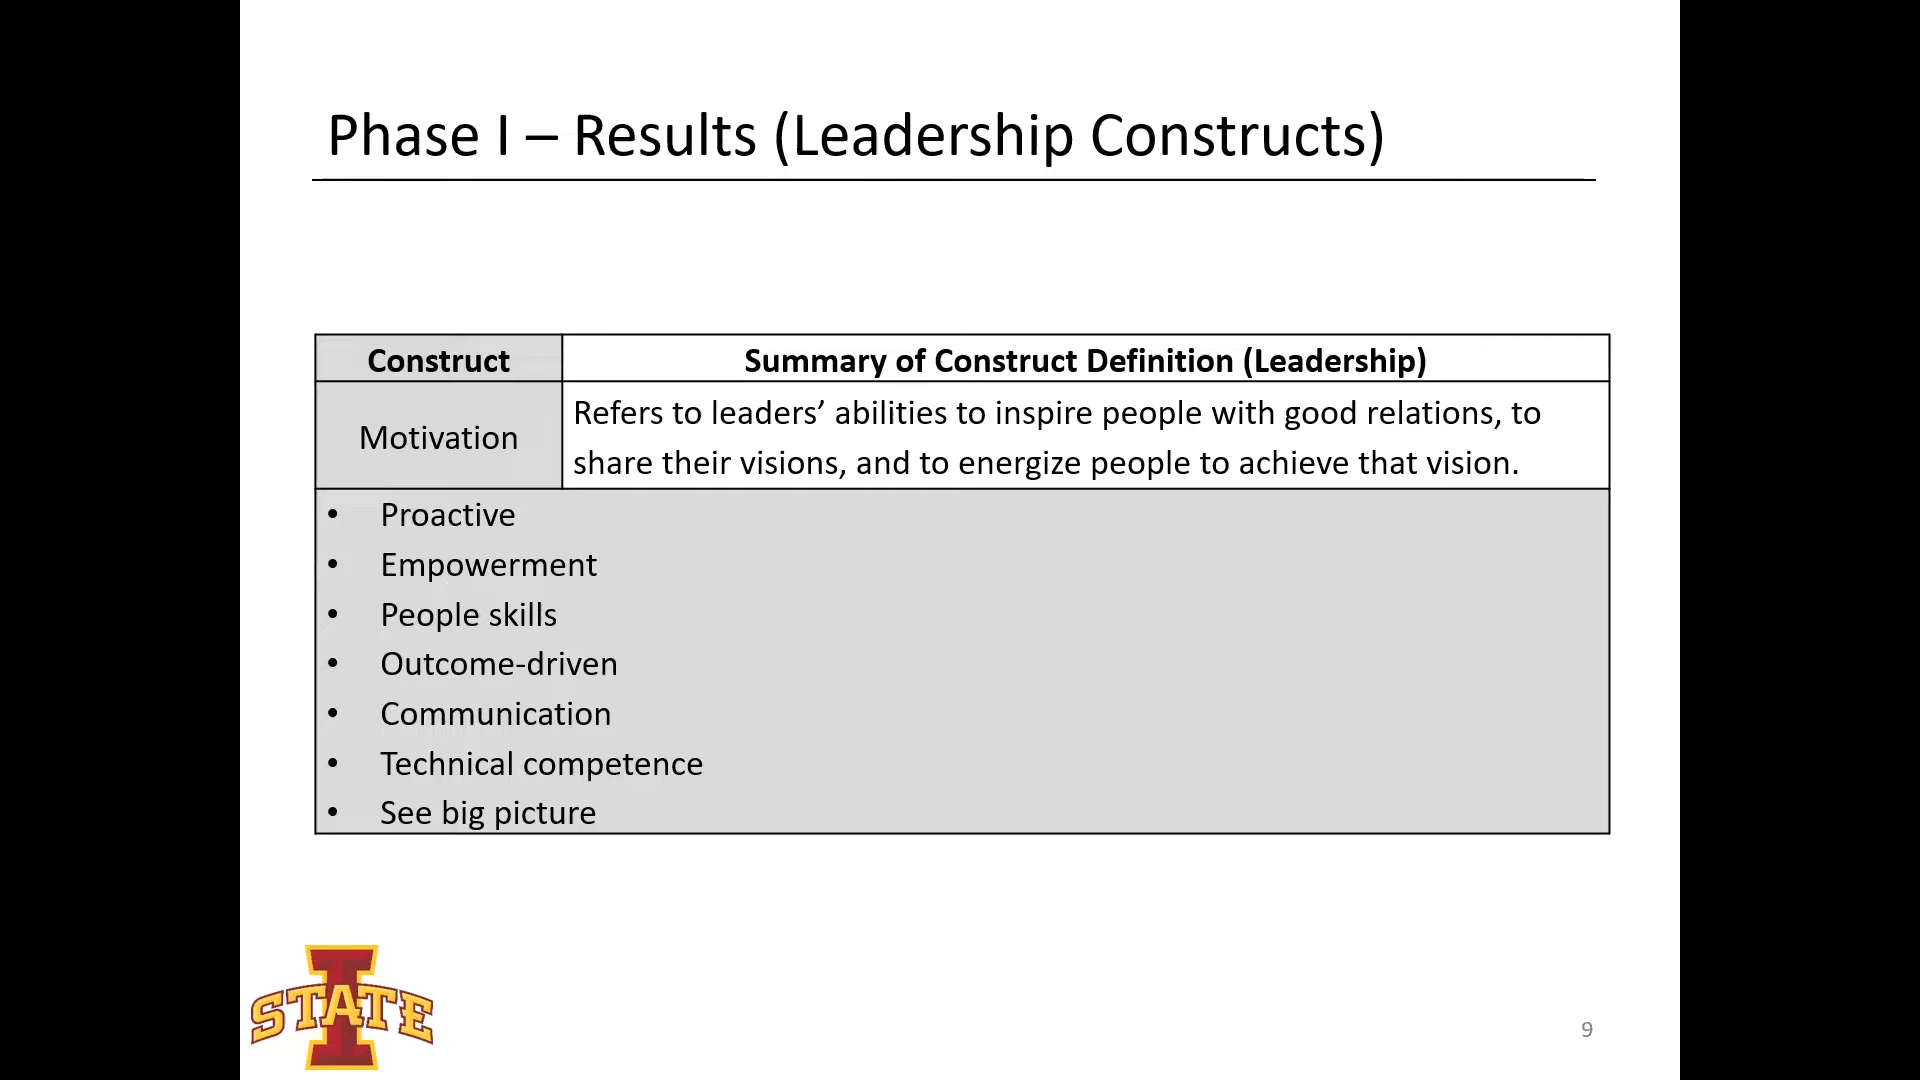 Phase I – Results (Leadership Constructs)
Construct
Summary of Construct Definition (Leadership)
Motivation
Refers to leaders’ abilities to inspire people with good relations, to
share their visions, and to energize people to achieve that vision.
• Proactive
• Empowerment
• People skills
• Outcome-driven
• Communication
• Technical competence
• See big picture
I
STATE
9